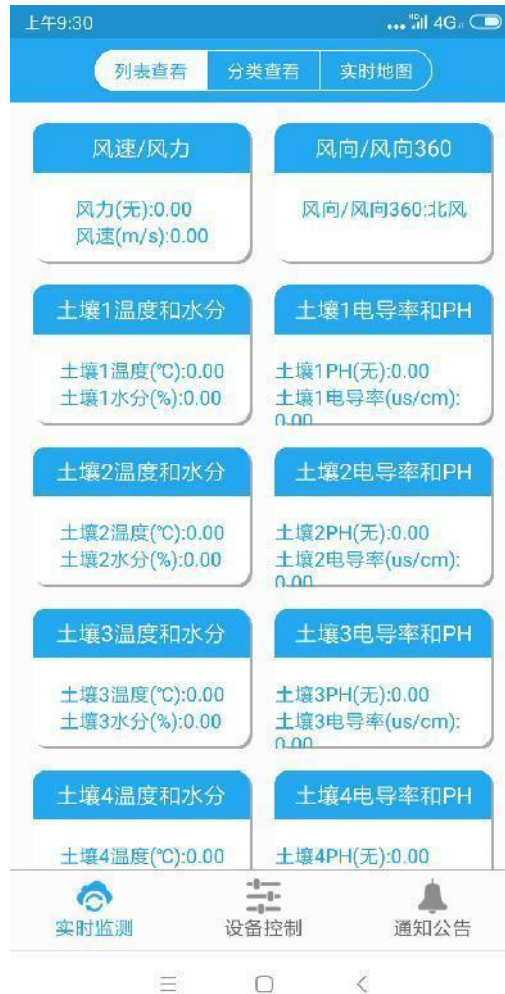 上午9:30
4G
列表查看 分类查看 实时地图
风速/风力
风力(无):0.00
风速(m/s):0.00
风向/风向360
风向/风向360:北风
土壤1温度和水分
土壤1温度(℃):0.00
土壤1水分(%):0.00
土壤1电导率和PH
土壤1PH(无):0.00
土壤1电导率(us/cm):
0.00
土壤2温度和水分
土壤2温度(℃):0.00
土壤2水分(%):0.00
土壤2电导率和PH
土壤2PH(无):0.00
土壤2电导率(us/cm):
0.00
土壤3温度和水分
土壤3温度(℃):0.00
土壤3水分(%):0.00
土壤3电导率和PH
土壤3PH(无):0.00
土壤3电导率(us/cm):
0.00
土壤4温度和水分
土壤4温度(℃):0.00
土壤4电导率和PH
土壤4PH(无):0.00
实时监测 设备控制 通知公告